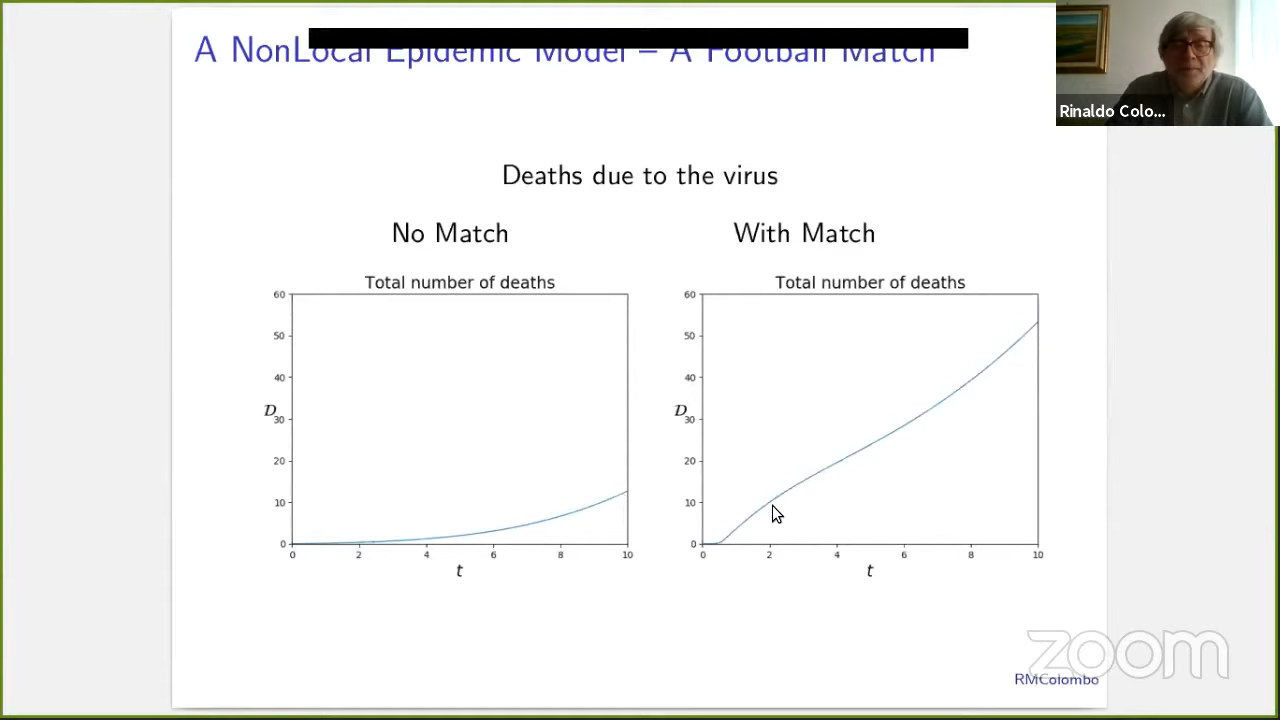 A NonLocal Epidemic Model – A Football Match
Rinaldo Colo...
Deaths due to the virus
No Match
With Match
Total number of deaths
60
50
40
D
30
20
10
0
0 2 4 6 8 10
t
Total number of deaths
60
50
40
D
30
20
10
0
0 2 4 6 8 10
t
zoom
RMColombo